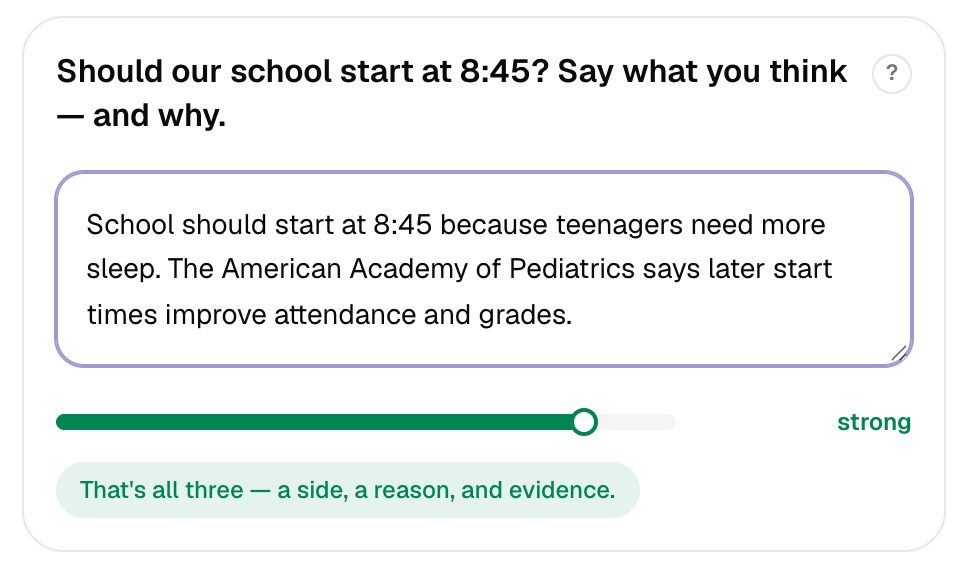 Should our school start at 8:45? Say what you think
— and why.
?
School should start at 8:45 because teenagers need more
sleep. The American Academy of Pediatrics says later start
times improve attendance and grades.
strong
That's all three — a side, a reason, and evidence.